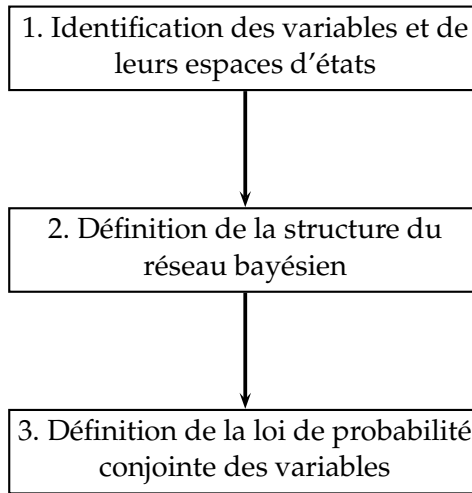 1. Identification des variables et de
leurs espaces d'états
2. Définition de la structure du
réseau bayésien
3. Définition de la loi de probabilité
conjointe des variables